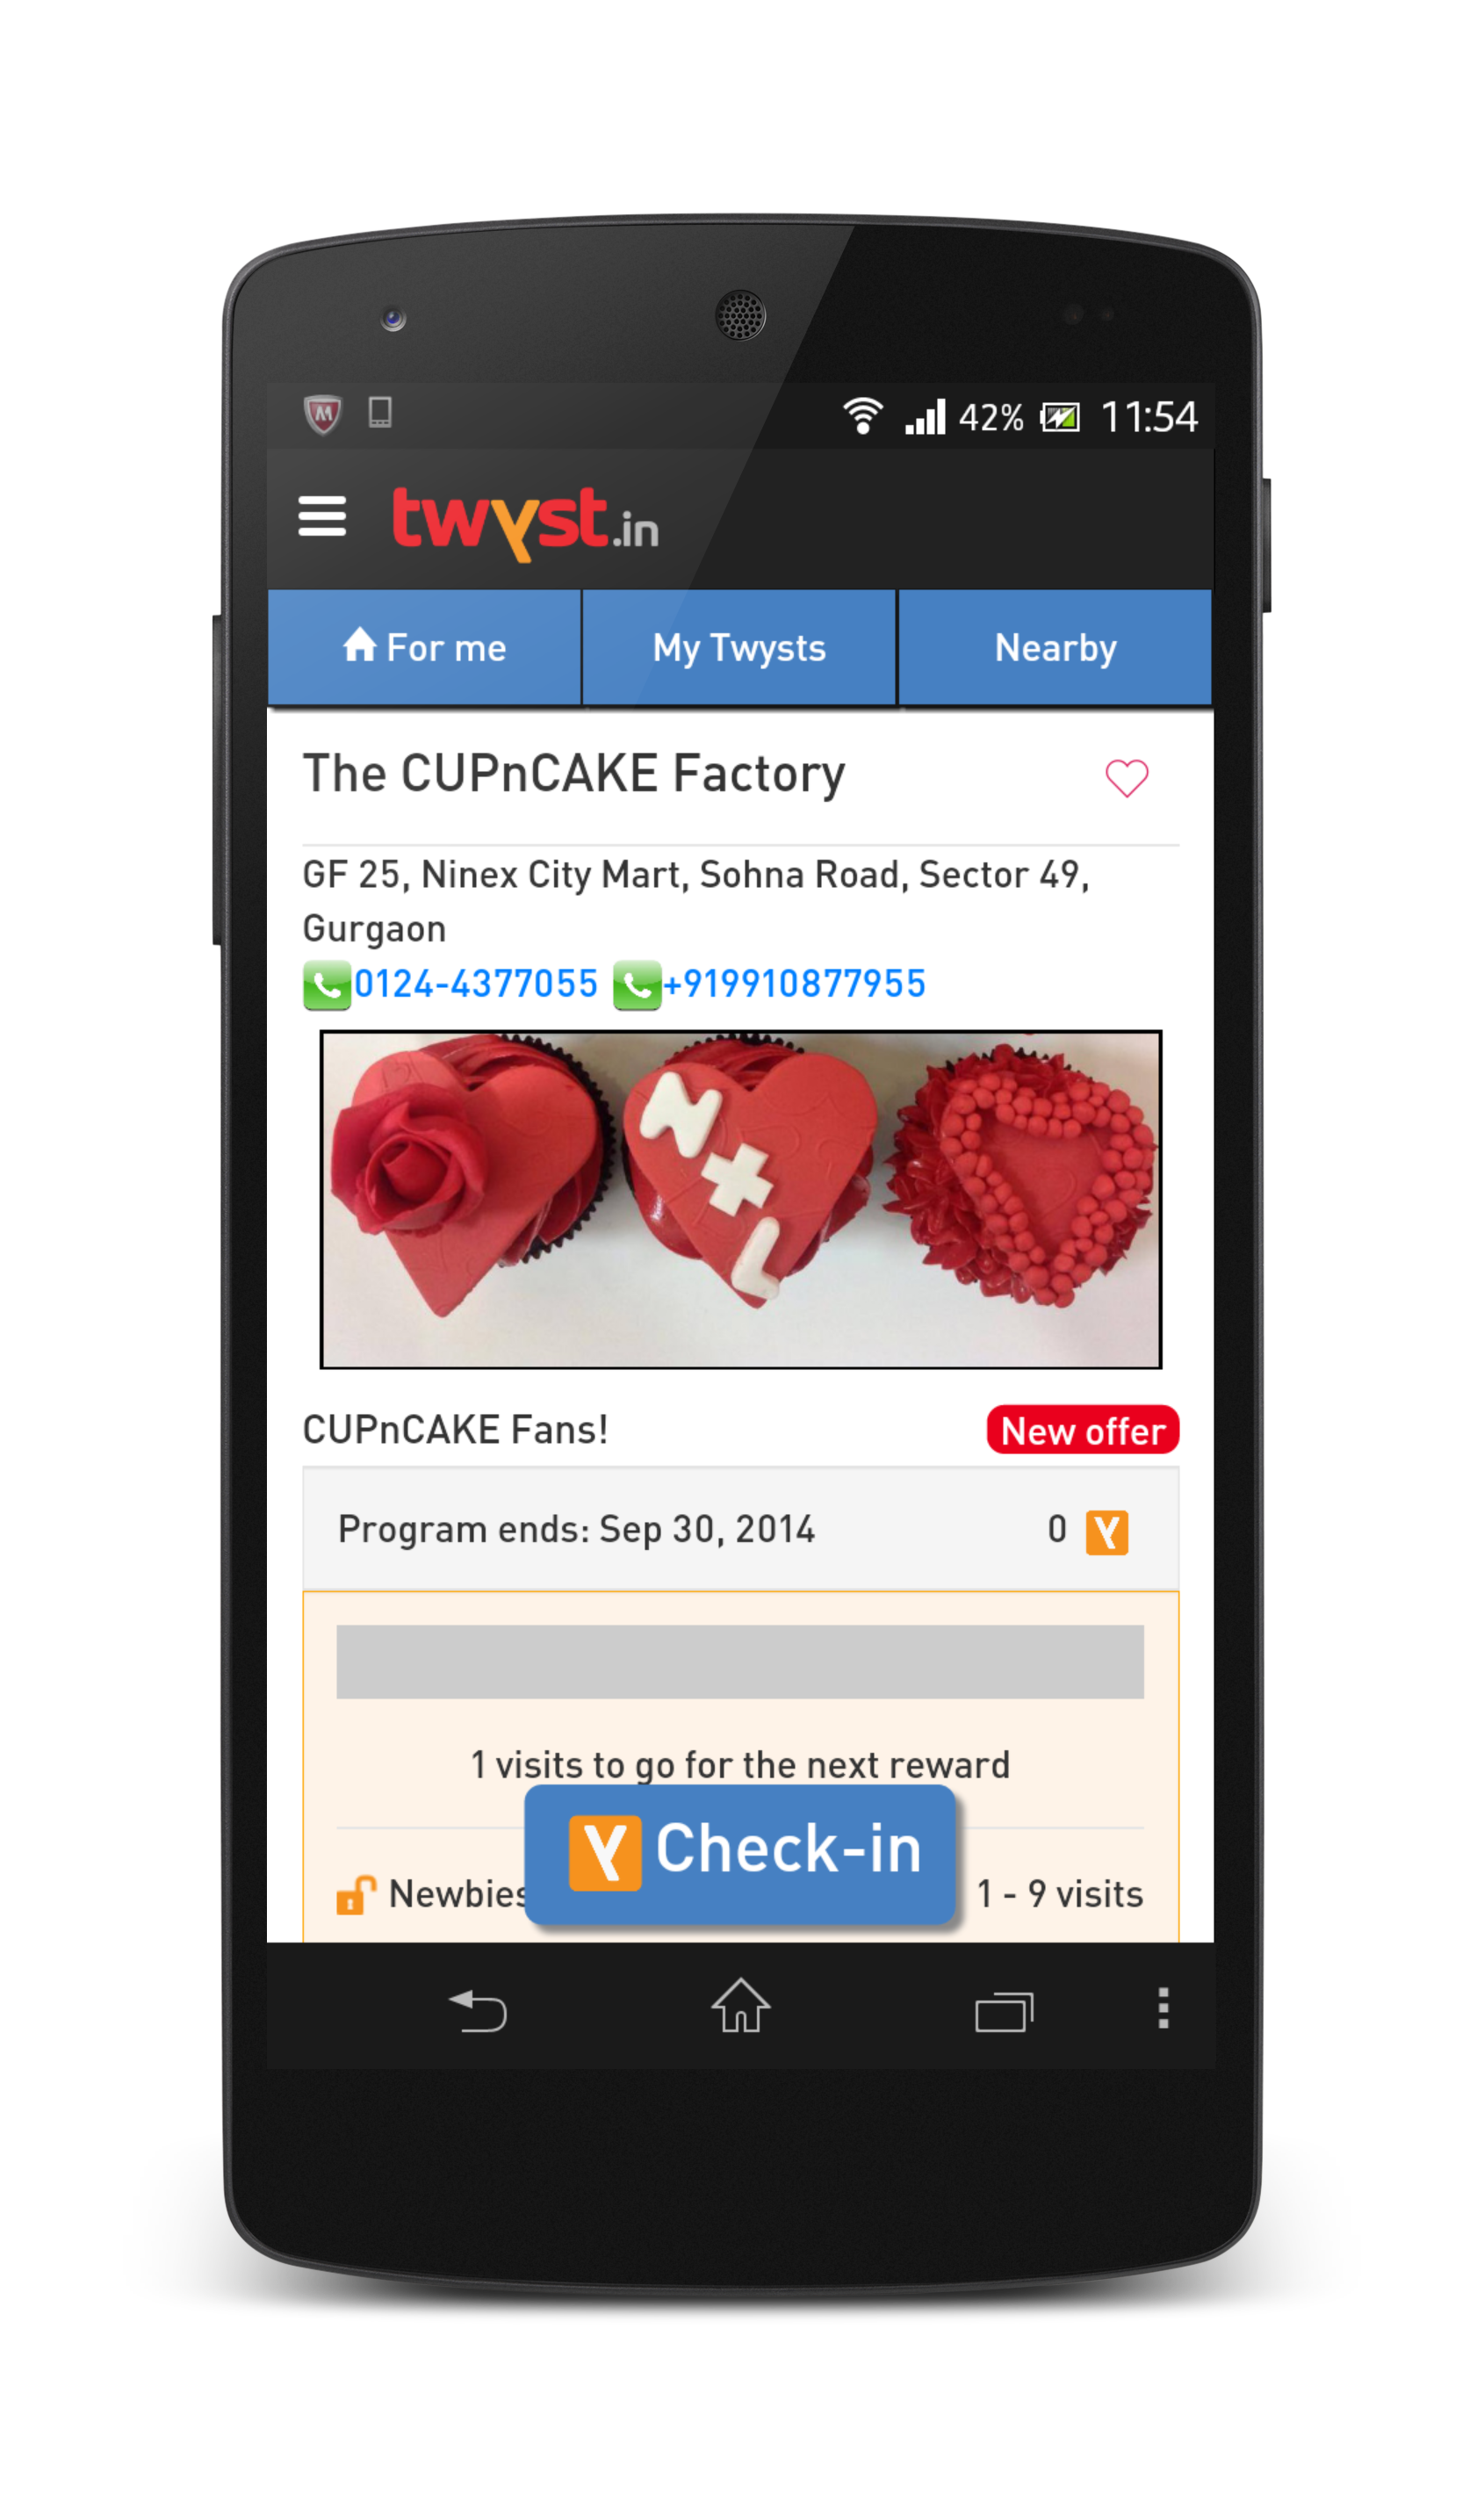 42% 11:54
twyst.in
For me My Twysts Nearby
The CUPnCAKE Factory
GF 25, Ninex City Mart, Sohna Road, Sector 49,
Gurgaon
0124-4377055 +919910877955
N + L
CUPnCAKE Fans! New offer
Program ends: Sep 30, 2014 0
1 visits to go for the next reward
Check-in
Newbies 1 - 9 visits